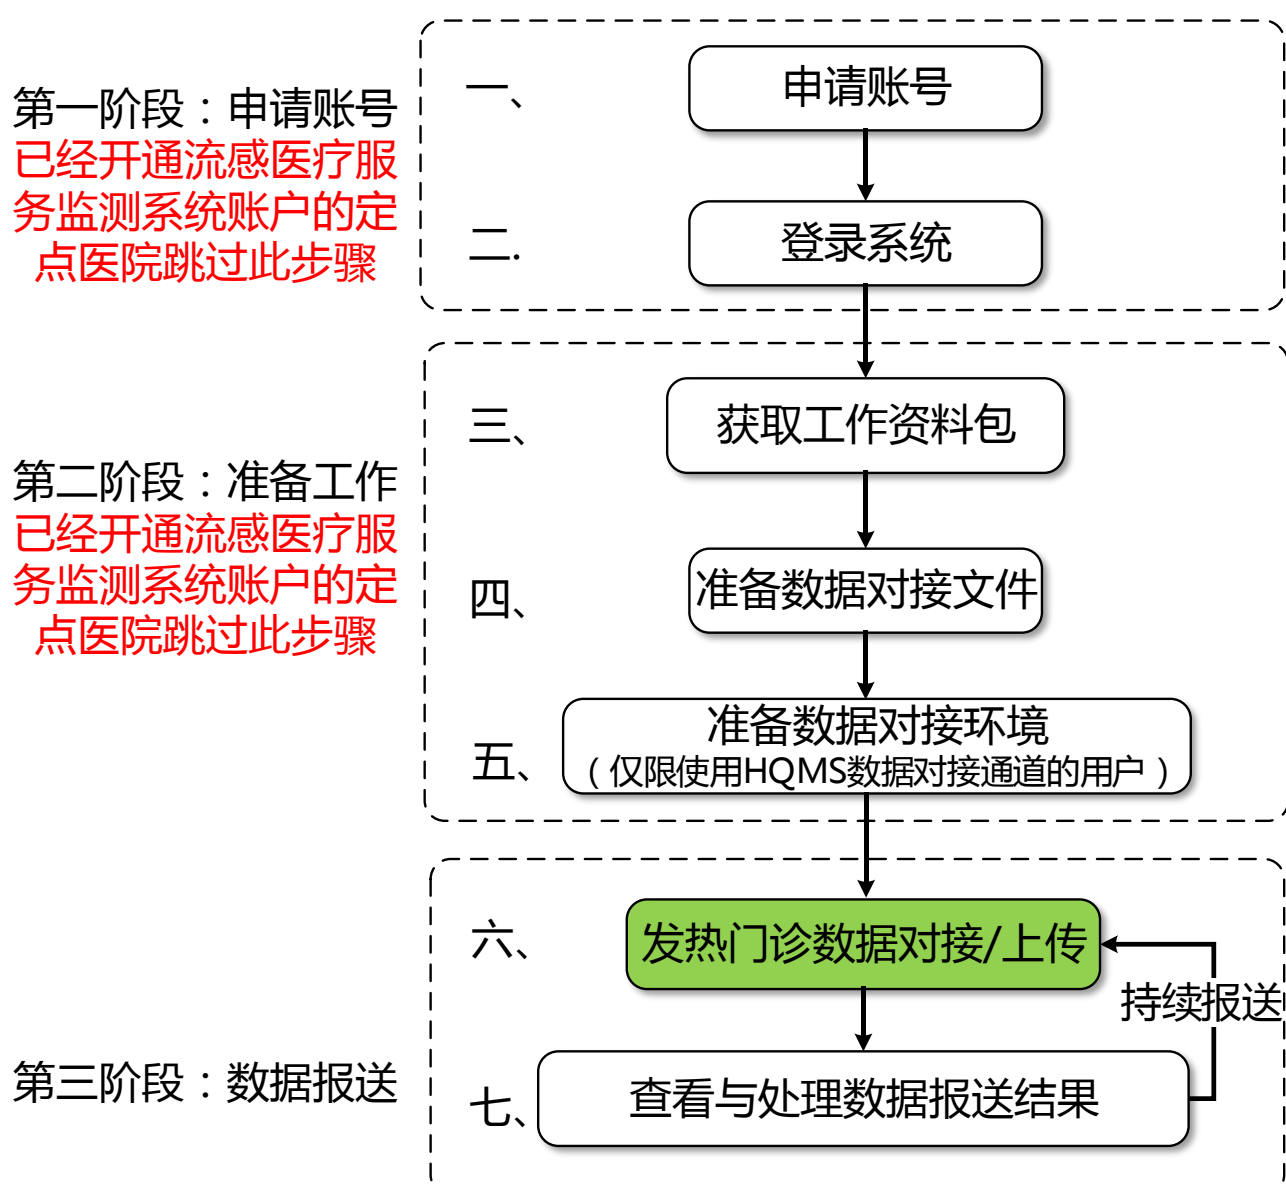 一、
申请账号
第一阶段：申请账号
已经开通流感医疗服
务监测系统账户的定
点医院跳过此步骤
二.
登录系统
三、
获取工作资料包
第二阶段：准备工作
已经开通流感医疗服
务监测系统账户的定
点医院跳过此步骤
四、
准备数据对接文件
五、
准备数据对接环境
（仅限使用HQMS数据对接通道的用户）
六、
发热门诊数据对接/上传
持续报送
第三阶段：数据报送
七、
查看与处理数据报送结果